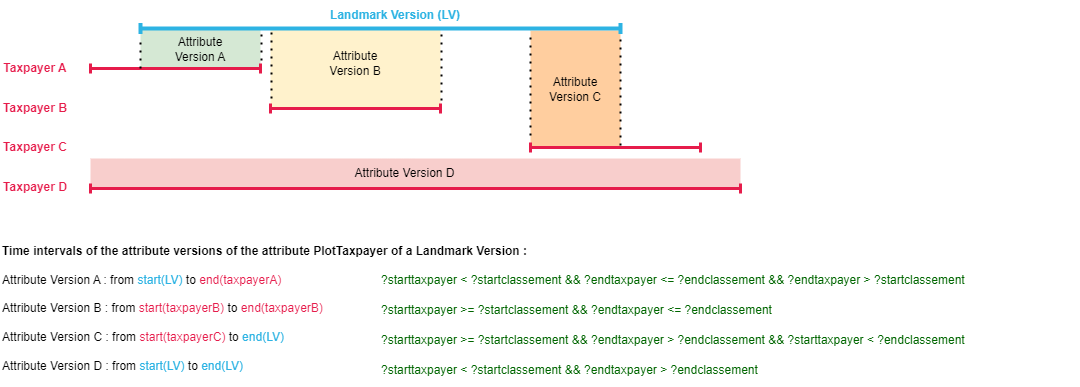 Landmark Version (LV)
Attribute
Version A
Attribute
Version B
Taxpayer A
Attribute
Version C
Taxpayer B
Taxpayer C
Attribute Version D
Taxpayer D
Time intervals of the attribute versions of the attribute PlotTaxpayer of a Landmark Version :
Attribute Version A : from start(LV) to end(taxpayerA) ?starttaxpayer < ?startclassement && ?endtaxpayer <= ?endclassement && ?endtaxpayer > ?startclassement
Attribute Version B : from start(taxpayerB) to end(taxpayerB) ?starttaxpayer >= ?startclassement && ?endtaxpayer <= ?endclassement
Attribute Version C : from start(taxpayerC) to end(LV) ?starttaxpayer >= ?startclassement && ?endtaxpayer > ?endclassement && ?starttaxpayer < ?endclassement
Attribute Version D : from start(LV) to end(LV) ?starttaxpayer < ?startclassement && ?endtaxpayer > ?endclassement